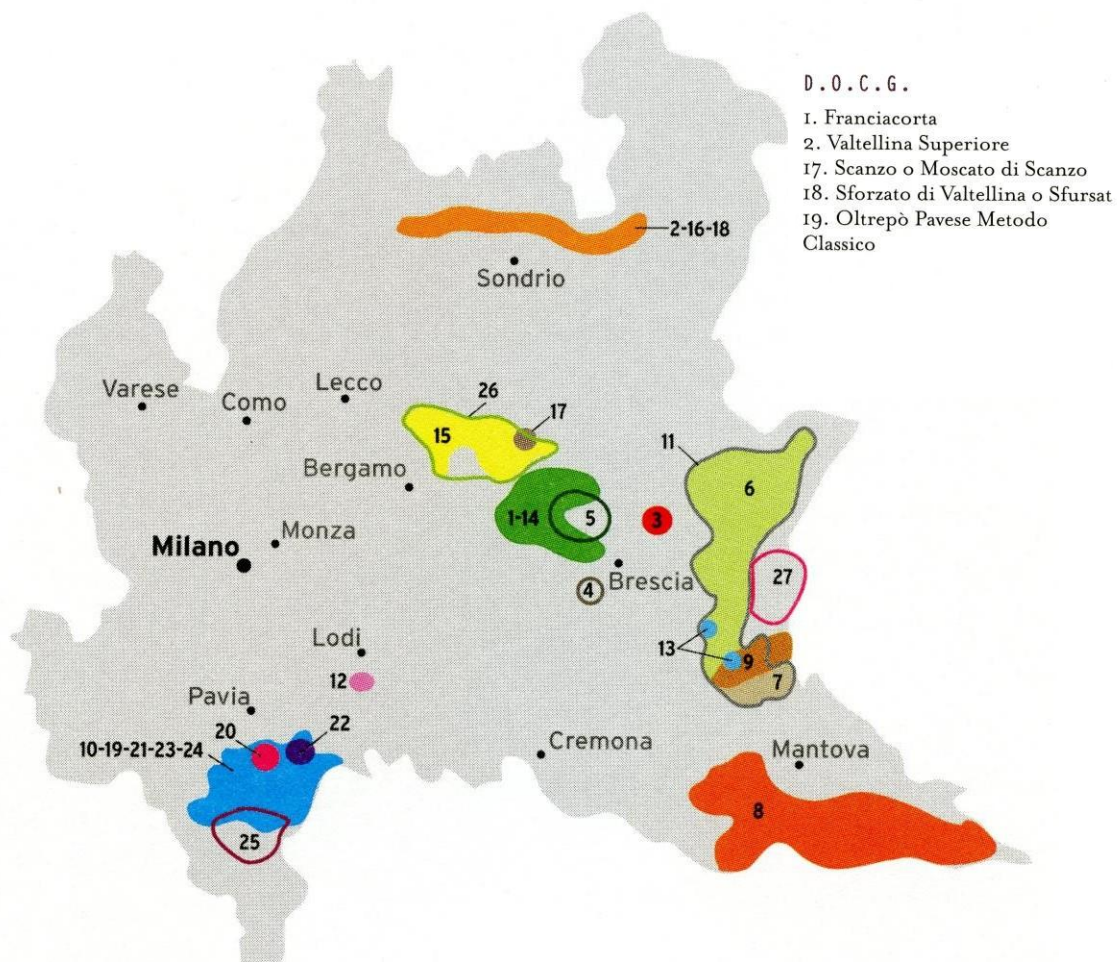 D.O.C.G.
1. Franciacorta
2. Valtellina Superiore
17. Scanzo o Moscato di Scanzo
18. Sforzato di Valtellina o Sfursat
19. Oltrepò Pavese Metodo
Classico
2-16-18
Sondrio
Varese
Como
Lecco
26
17
15
11
6
Bergamo
1-14
5
3
Monza
Milano
27
Brescia
4
Lodi
13
9
12
7
Pavia
20
22
10-19-21-23-24
Cremona
Mantova
8
25